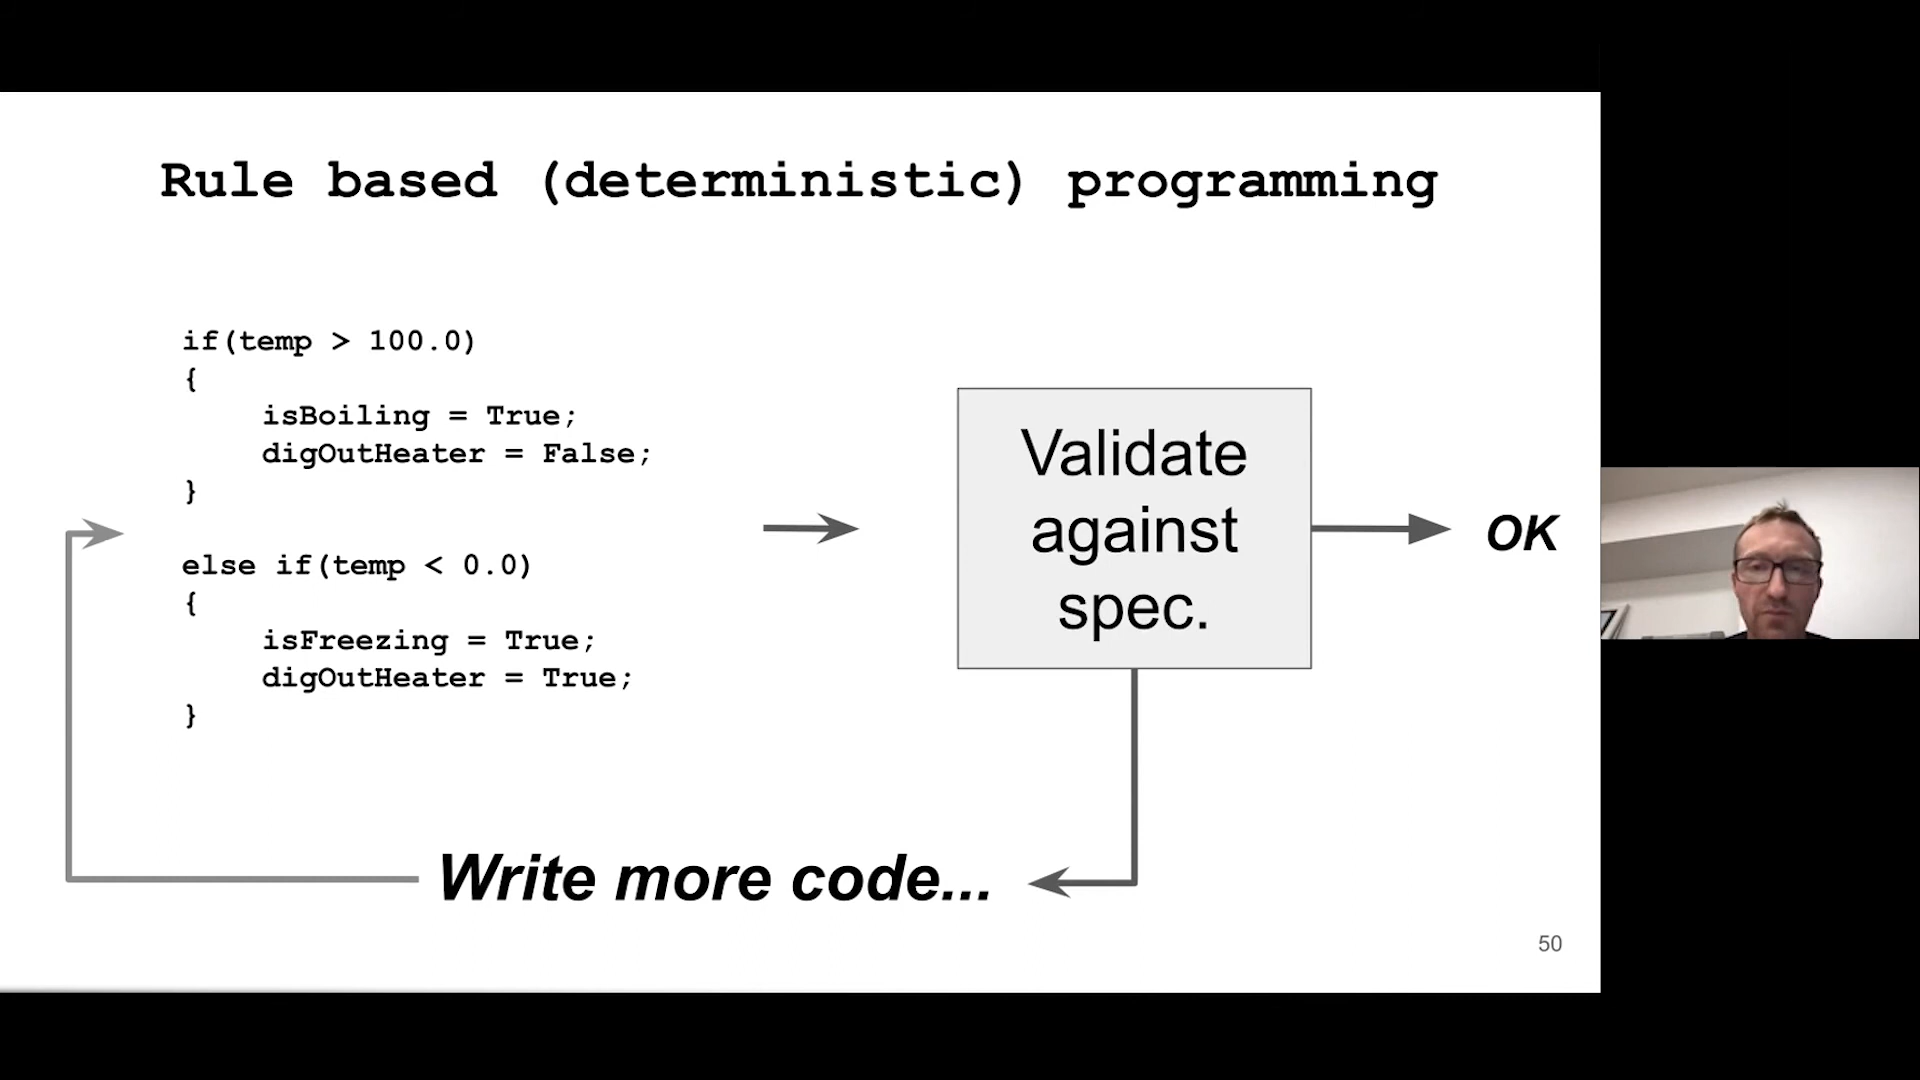 Rule based (deterministic) programming
if(temp > 100.0)
{
isBoiling = True;
digOutHeater = False;
}
else if(temp < 0.0)
{
isFreezing = True;
digOutHeater = True;
}
Validate
against
spec.
OK
Write more code...
50